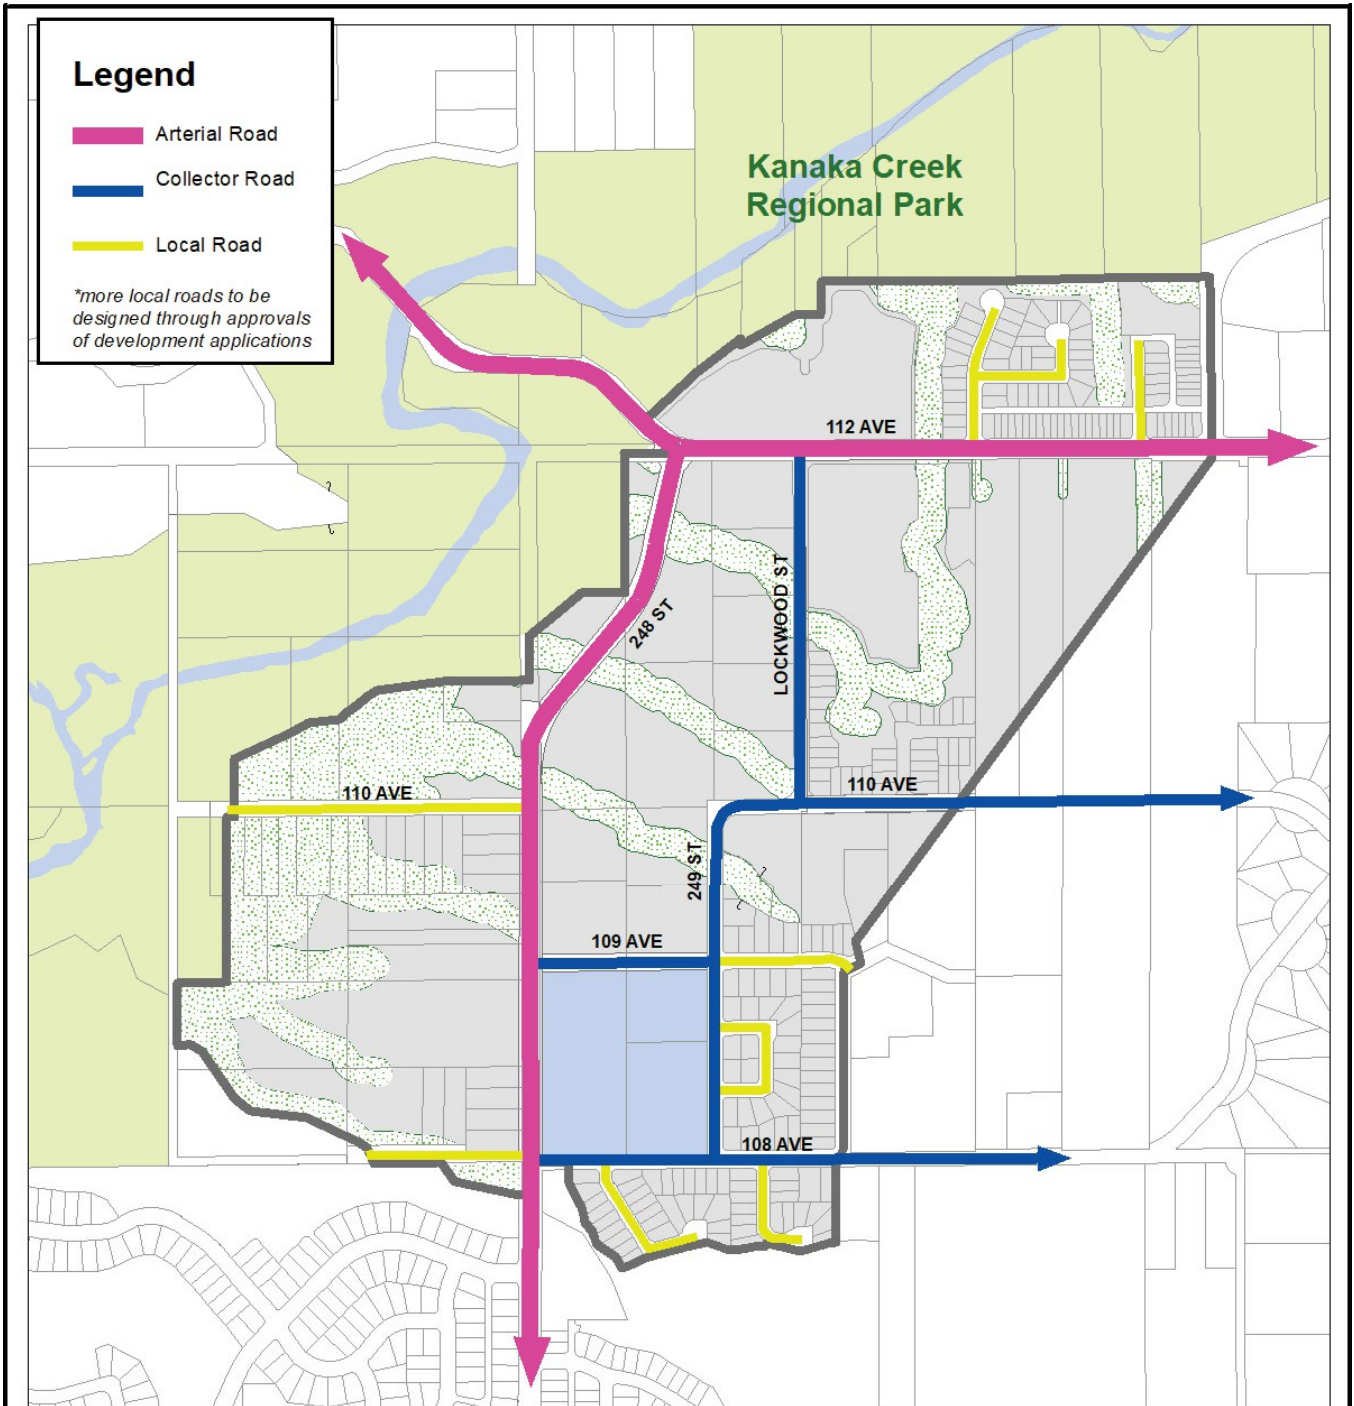 Legend
Arterial Road
Collector Road
Local Road
*more local roads to be
designed through approvals
of development applications
Kanaka Creek
Regional Park
112 AVE
LOCKWOOD ST
248 ST
110 AVE
110 AVE
249 ST
109 AVE
108 AVE